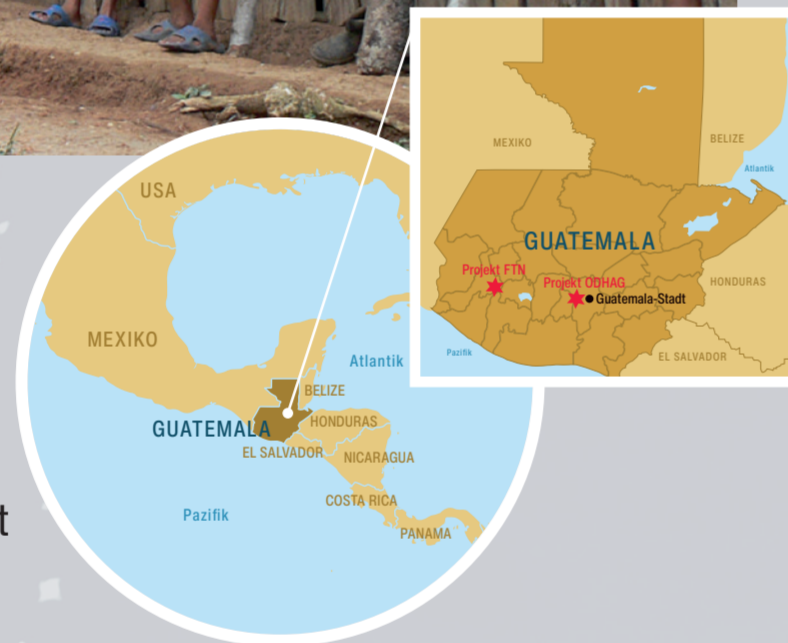 USA
MEXIKO
Atlantik
BELIZE
GUATEMALA
HONDURAS
EL SALVADOR
NICARAGUA
COSTA RICA
Pazifik
PANAMA
MEXIKO
BELIZE
Atlantik
GUATEMALA
Projekt FTN
Projekt ODHAG
Guatemala-Stadt
HONDURAS
Pazifik
EL SALVADOR
t